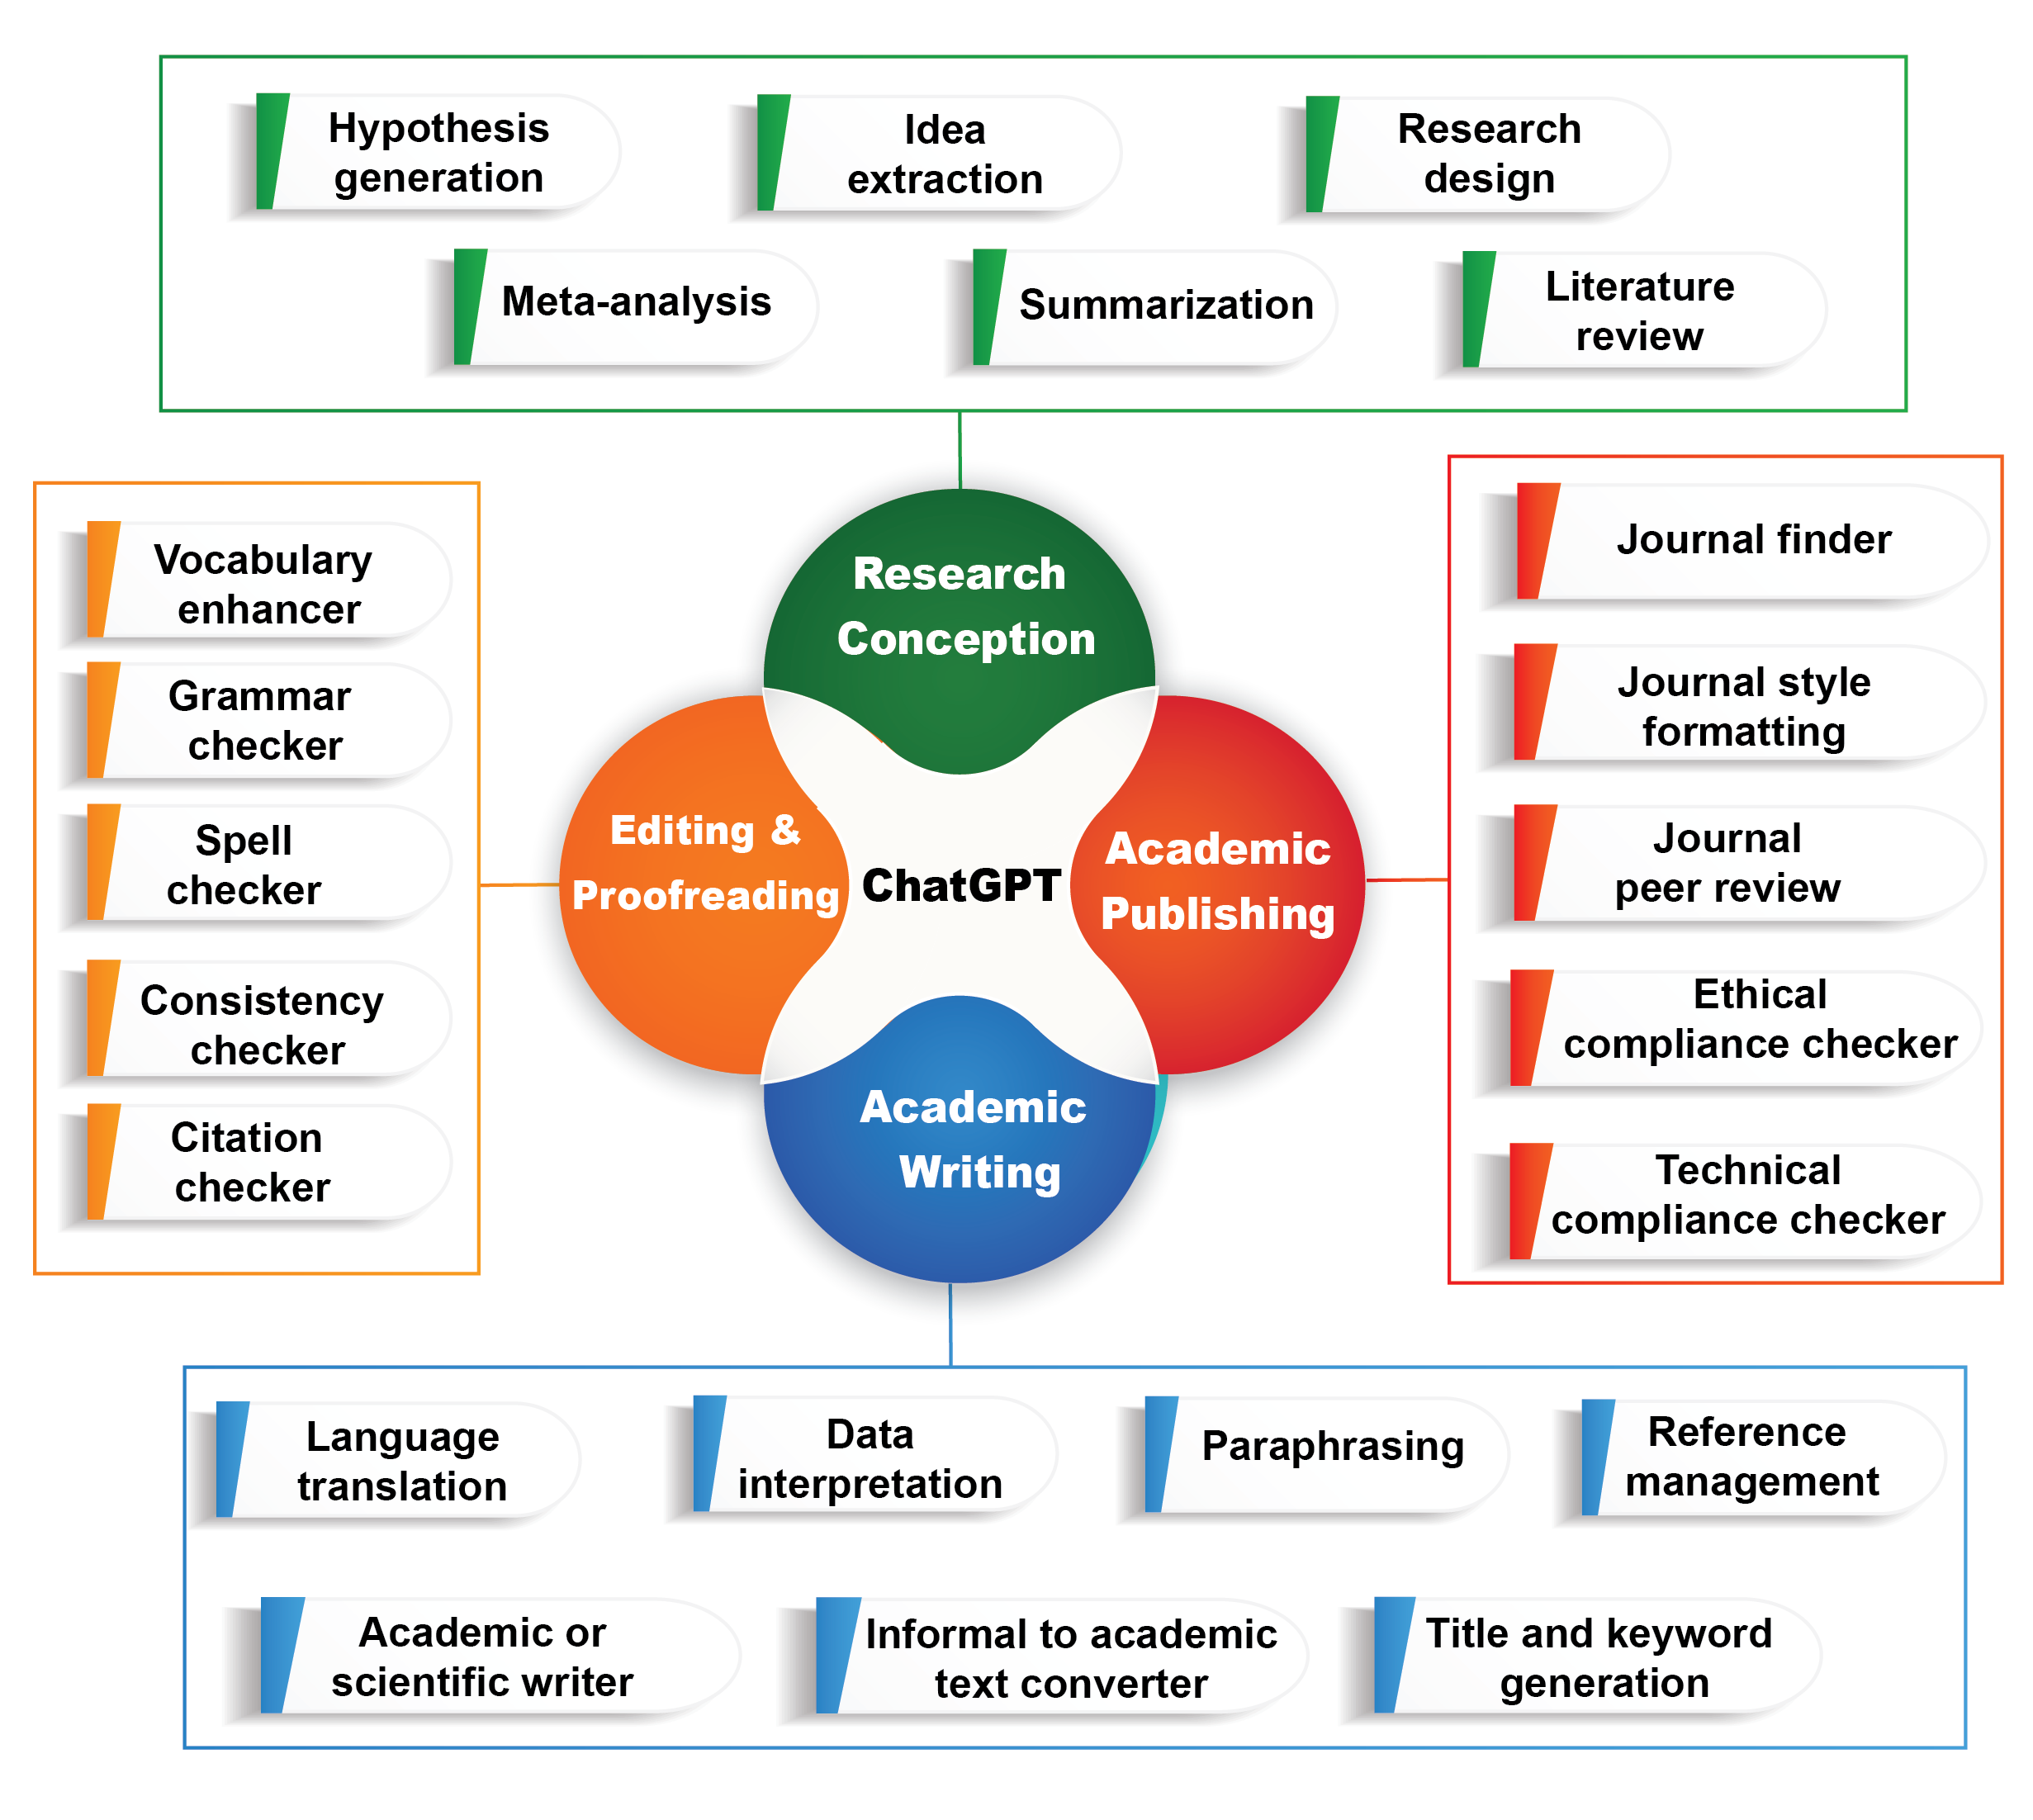 Hypothesis
generation
Idea
extraction
Research
design
Meta-analysis
Summarization
Literature
review
Research
Conception
Vocabulary
enhancer
Grammar
checker
Spell
checker
Consistency
checker
Citation
checker
Editing &
Proofreading
ChatGPT
Academic
Publishing
Journal finder
Journal style
formatting
Journal
peer review
Ethical
compliance checker
Technical
compliance checker
Academic
Writing
Language
translation
Data
interpretation
Paraphrasing
Reference
management
Academic or
scientific writer
Informal to academic
text converter
Title and keyword
generation